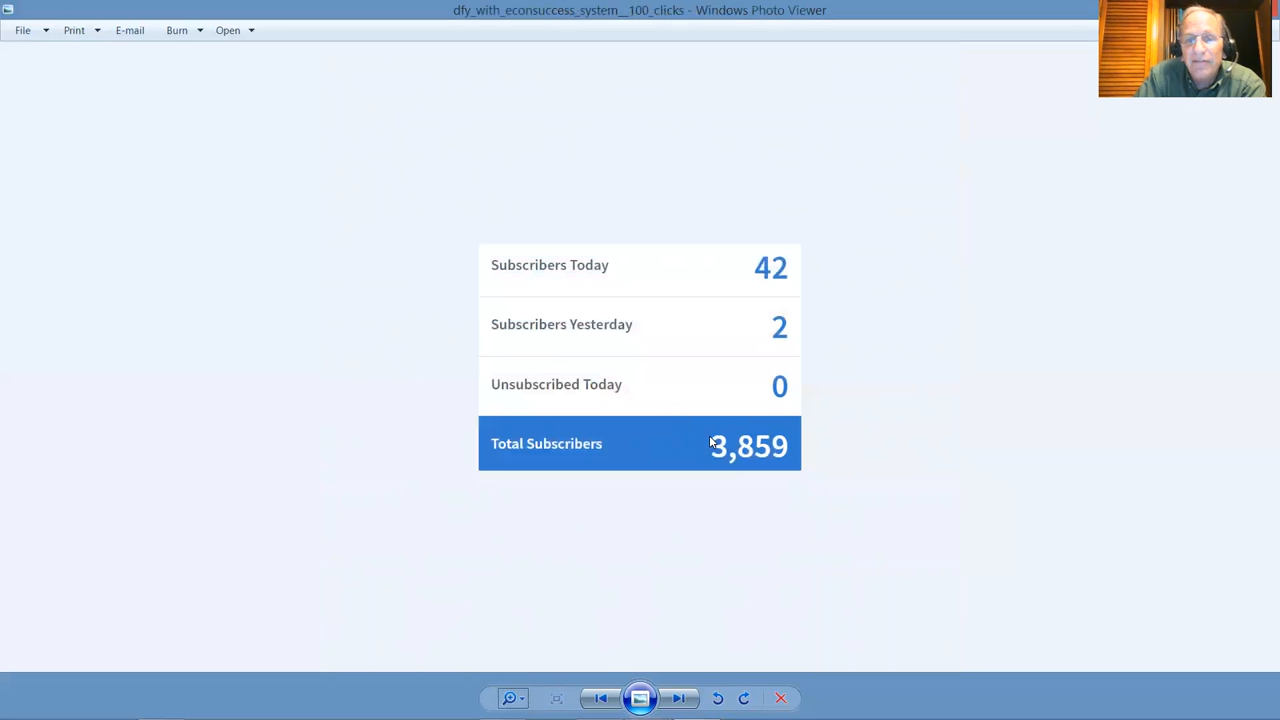 dfy_with_econsuccess_system__100_clicks - Windows Photo Viewer
File Print E-mail Burn Open
Subscribers Today 42
Subscribers Yesterday 2
Unsubscribed Today 0
Total Subscribers 3,859